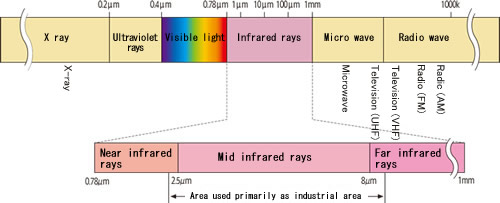 0.2μm 0.4μm 0.78μm 1μm 10μm 100μm 1mm 1000k
X ray Ultraviolet rays Visible light Infrared rays Micro wave Radio wave
X-ray
Microwave
Television (UHF)
Television (VHF)
Radio (FM)
Radic (AM)
Near infrared rays Mid infrared rays Far infrared rays
0.78μm 2.5μm 8μm 1mm
Area used primarily as industrial area